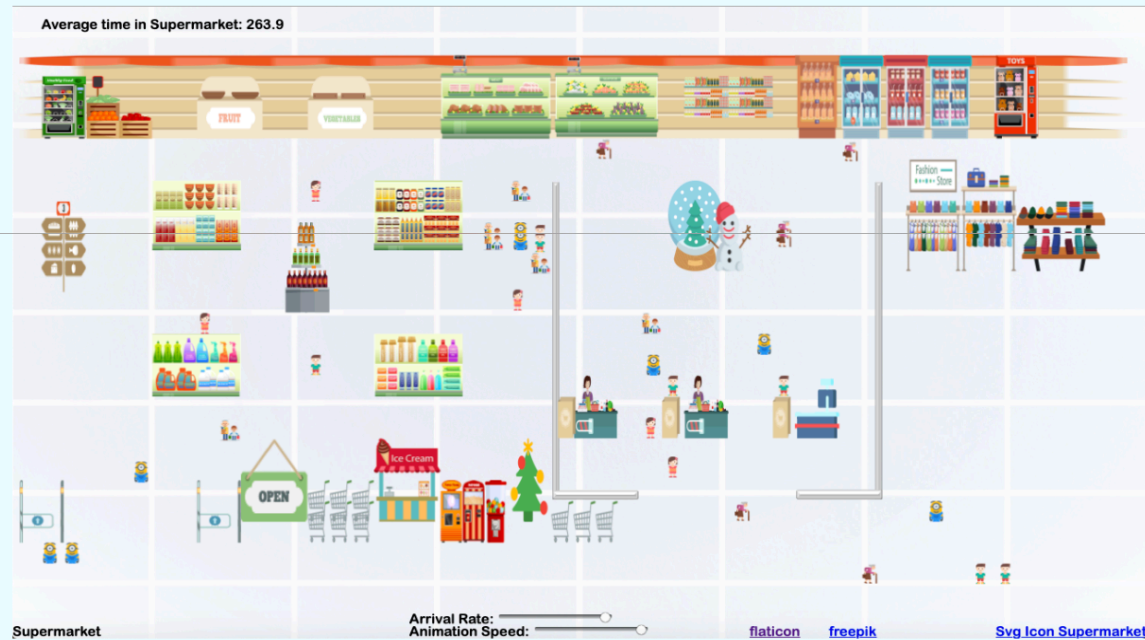 Average time in Supermarket: 263.9
TOYS
FRUIT
VEGETABLES
Fashion
Store
Ice Cream
OPEN
Arrival Rate:
Animation Speed:
Supermarket
flaticon
freepik
Svg Icon Supermarket